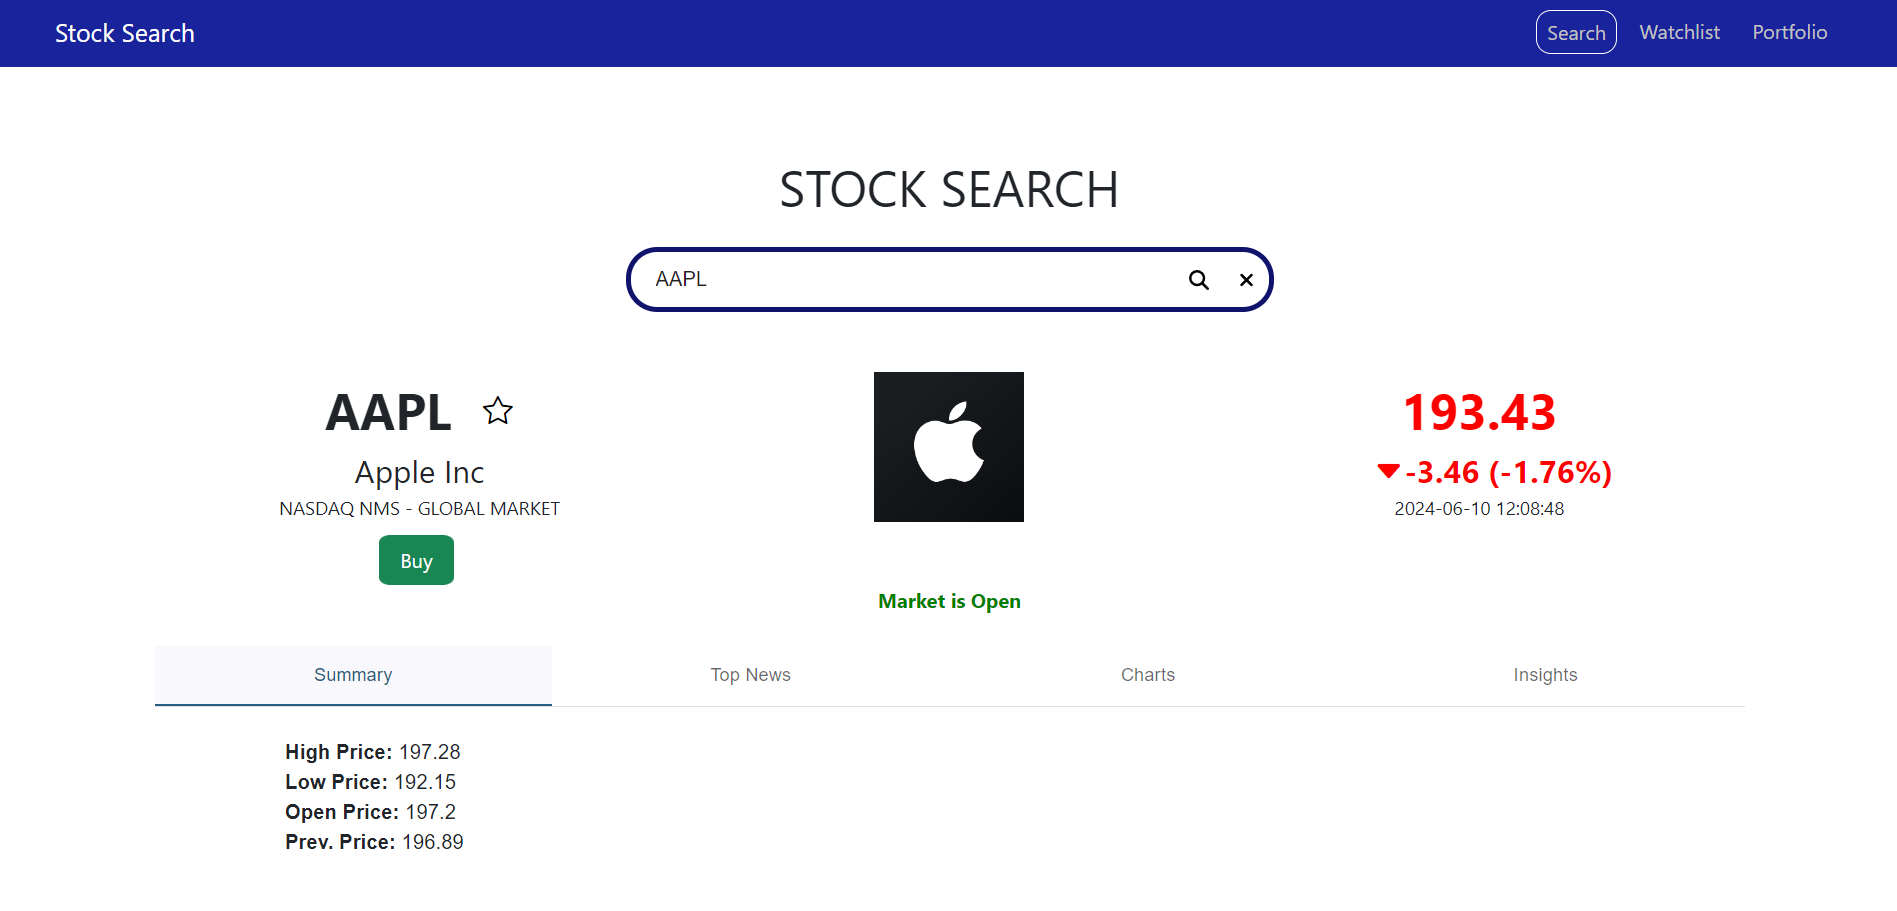 Stock Search
Search Watchlist Portfolio
STOCK SEARCH
AAPL
AAPL
Apple Inc
NASDAQ NMS - GLOBAL MARKET
Buy
Market is Open
193.43
-3.46 (-1.76%)
2024-06-10 12:08:48
Summary Top News Charts Insights
High Price: 197.28
Low Price: 192.15
Open Price: 197.2
Prev. Price: 196.89